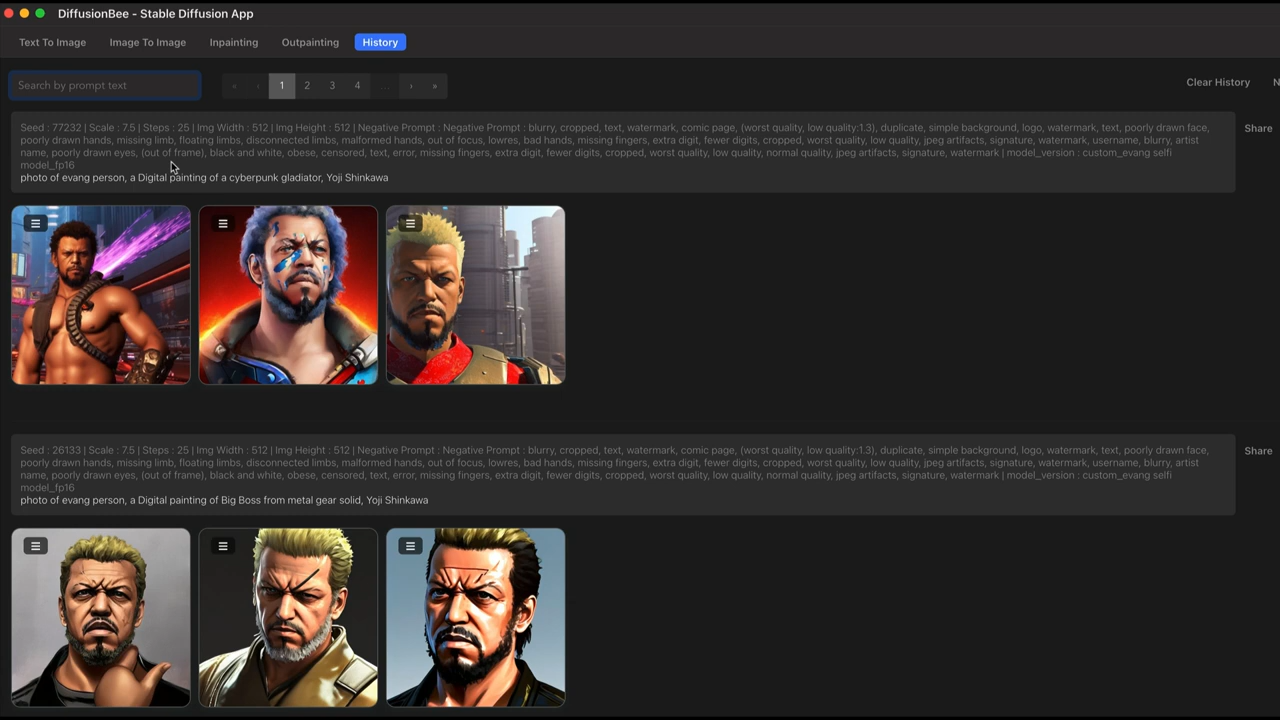 DiffusionBee - Stable Diffusion App
Text To Image Image To Image Inpainting Outpainting History
Search by prompt text « ‹ 1 2 3 4 ... › » Clear History N
Seed : 77232 | Scale : 7.5 | Steps : 25 | Img Width : 512 | Img Height : 512 | Negative Prompt : Negative Prompt : blurry, cropped, text, watermark, comic page, (worst quality, low quality:1.3), duplicate, simple background, logo, watermark, text, poorly drawn face, Share
poorly drawn hands, missing limb, floating limbs, disconnected limbs, malformed hands, out of focus, lowres, bad hands, missing fingers, extra digit, fewer digits, cropped, worst quality, low quality, jpeg artifacts, signature, watermark, username, blurry, artist
name, poorly drawn eyes, (out of frame), black and white, obese, censored, text, error, missing fingers, extra digit, fewer digits, cropped, worst quality, low quality, normal quality, jpeg artifacts, signature, watermark | model_version : custom_evang selfi
model_fp16
photo of evang person, a Digital painting of a cyberpunk gladiator, Yoji Shinkawa
Seed : 26133 | Scale : 7.5 | Steps : 25 | Img Width : 512 | Img Height : 512 | Negative Prompt : Negative Prompt : blurry, cropped, text, watermark, comic page, (worst quality, low quality:1.3), duplicate, simple background, logo, watermark, text, poorly drawn face, Share
poorly drawn hands, missing limb, floating limbs, disconnected limbs, malformed hands, out of focus, lowres, bad hands, missing fingers, extra digit, fewer digits, cropped, worst quality, low quality, jpeg artifacts, signature, watermark, username, blurry, artist
name, poorly drawn eyes, (out of frame), black and white, obese, censored, text, error, missing fingers, extra digit, fewer digits, cropped, worst quality, low quality, normal quality, jpeg artifacts, signature, watermark | model_version : custom_evang selfi
model_fp16
photo of evang person, a Digital painting of Big Boss from metal gear solid, Yoji Shinkawa